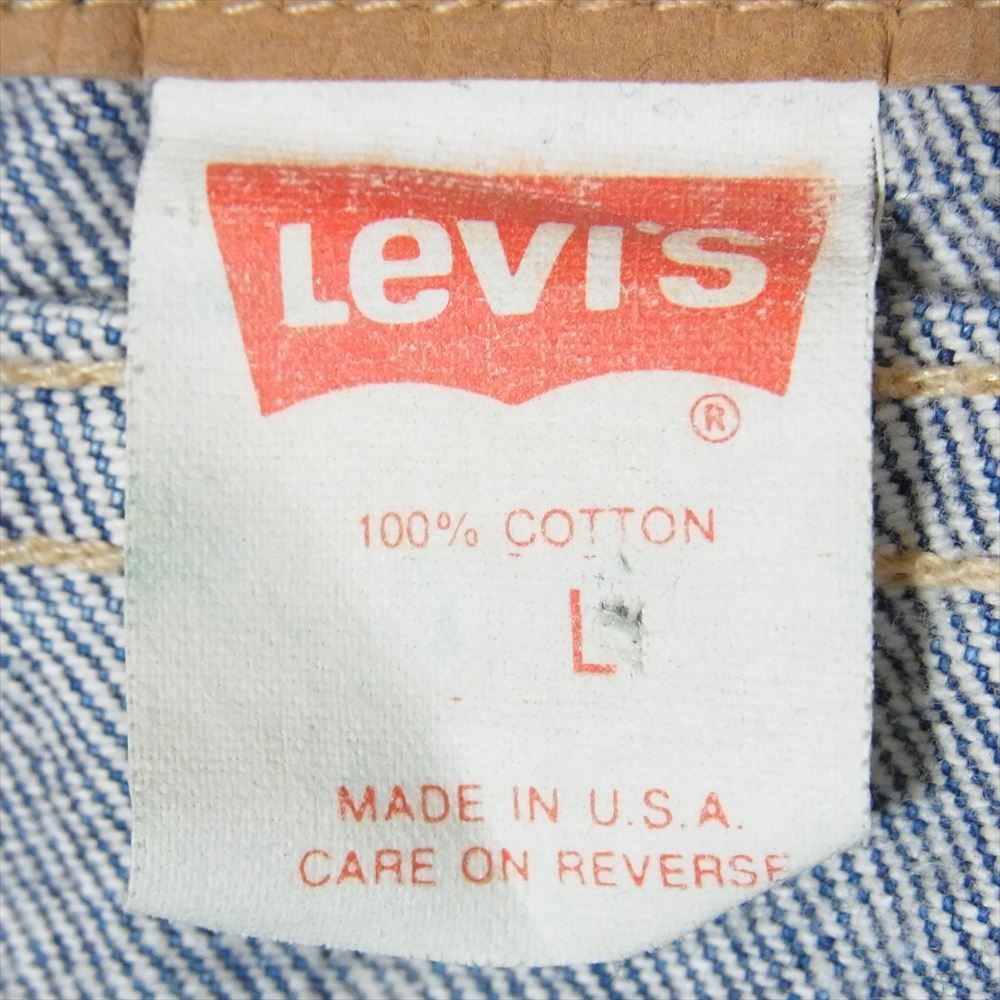 Levi's
®
100% COTTON
L
MADE IN U.S.A.
CARE ON REVERSE